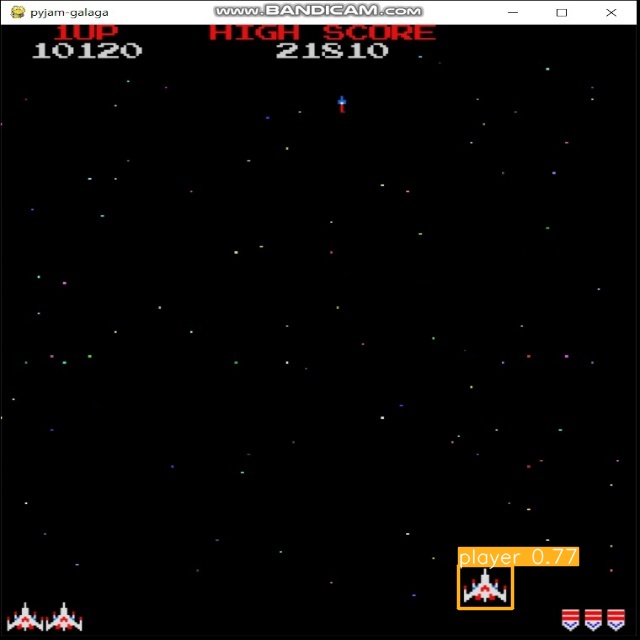 pyjam-galaga
www.BANDICAM.com
1UP HIGH SCORE
10120 21810
player 0.77